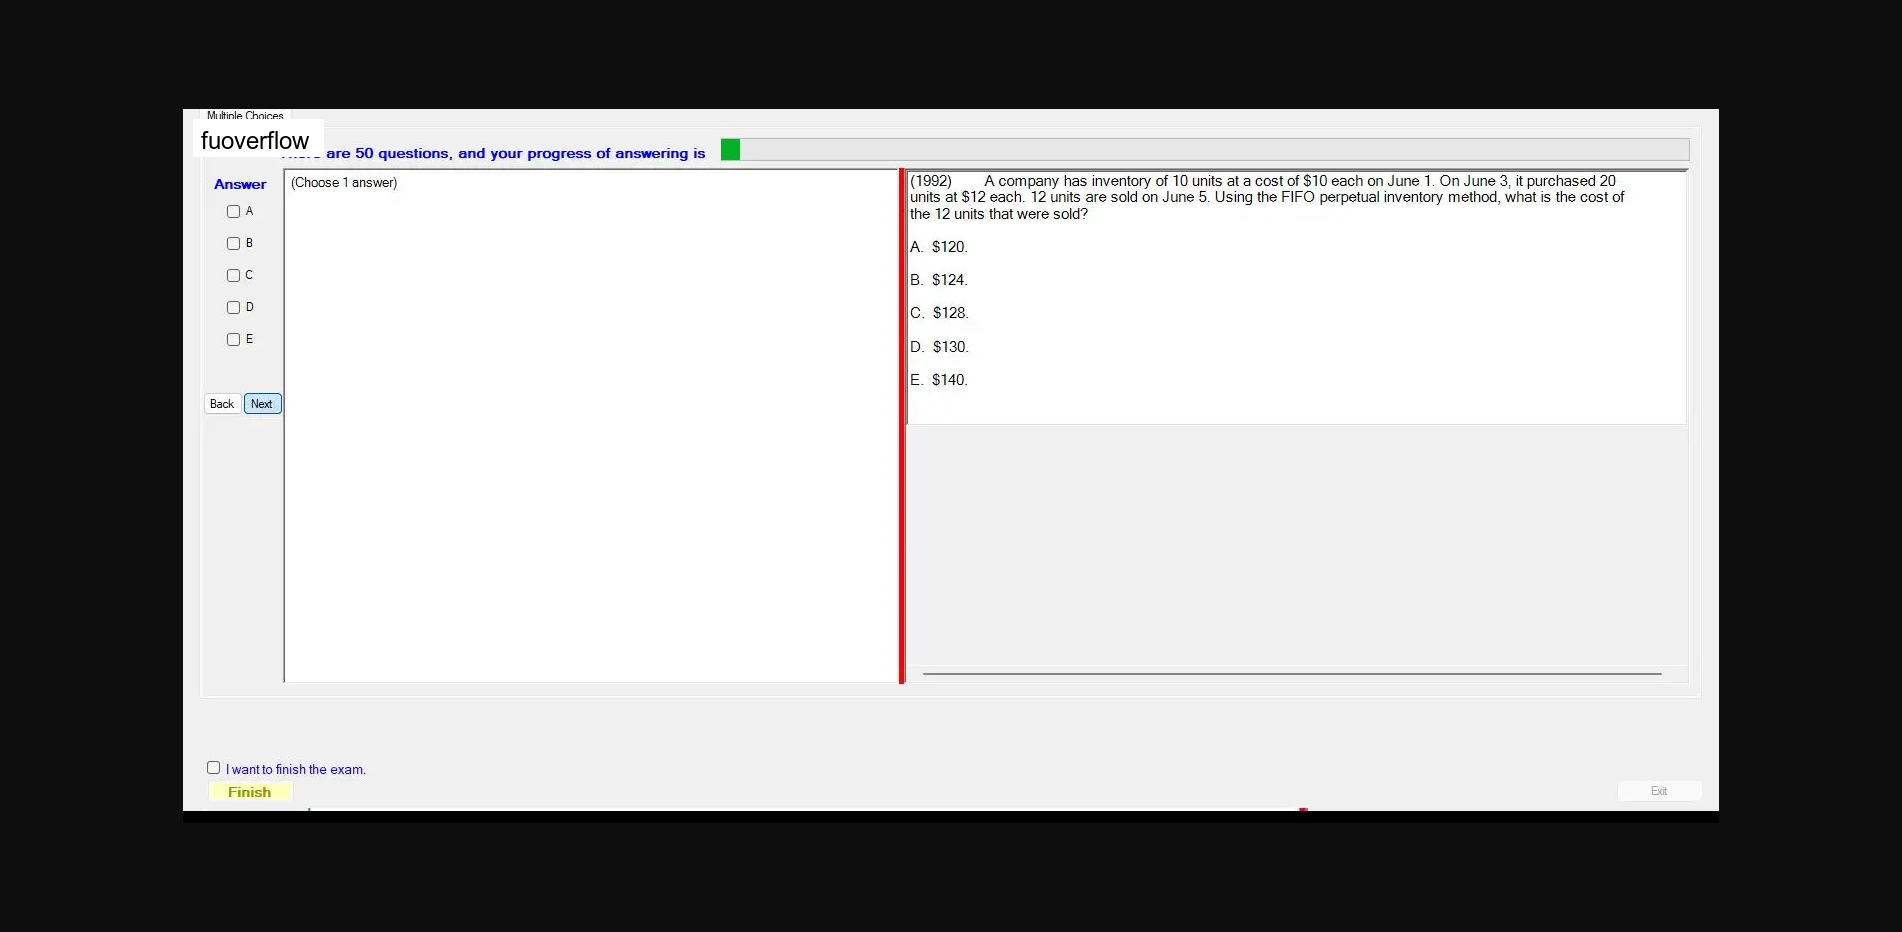 Multiple Choices
fuoverflow
are 50 questions, and your progress of answering is
Answer
(Choose 1 answer)
A
B
C
D
E
Back Next
(1992) A company has inventory of 10 units at a cost of $10 each on June 1. On June 3, it purchased 20
units at $12 each. 12 units are sold on June 5. Using the FIFO perpetual inventory method, what is the cost of
the 12 units that were sold?
A. $120.
B. $124.
C. $128.
D. $130.
E. $140.
I want to finish the exam.
Finish
Exit